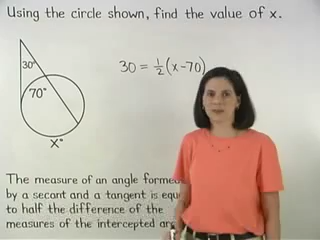 Using the circle shown, find the value of x.
30°
30 = ½(x-70)
70°
x°
The measure of an angle formed
by a secant and a tangent is
to half the difference of the
measures of the intercepted